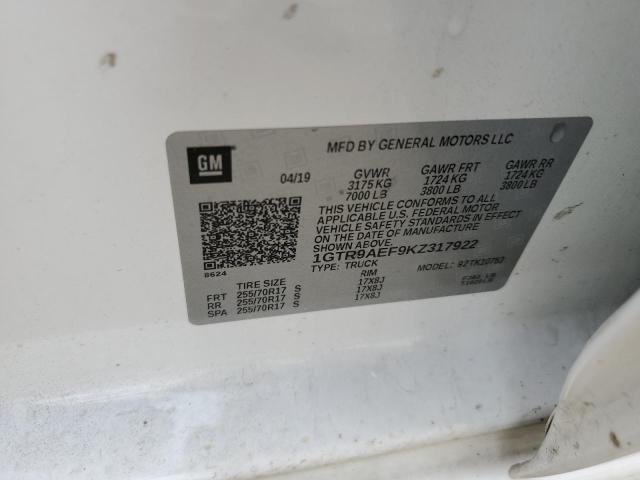 GM
MFD BY GENERAL MOTORS LLC
04/19
GVWR GAWR FRT GAWR RR
3175 KG 1724 KG 1724 KG
7000 LB 3800 LB 3800 LB
THIS VEHICLE CONFORMS TO ALL
APPLICABLE U.S. FEDERAL MOTOR
VEHICLE SAFETY STANDARDS IN EFFECT
ON THE DATE OF MANUFACTURE
SHOWN ABOVE.
1GTR9AEF9KZ317922
8624
TYPE: TRUCK MODEL: 92TK10753
TIRE SIZE RIM
FRT 255/70R17 S 17X8J
RR 255/70R17 S 17X8J
SPA 255/70R17 S 17X8J